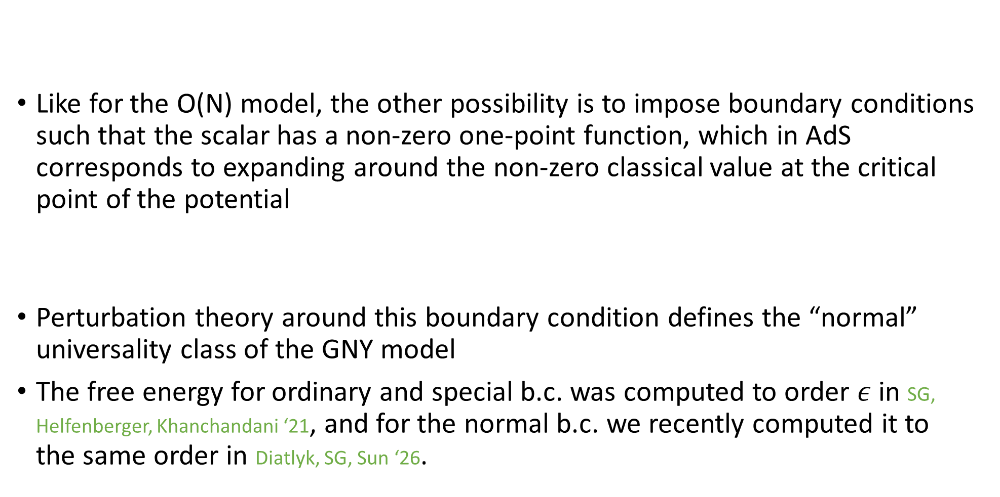 • Like for the O(N) model, the other possibility is to impose boundary conditions
such that the scalar has a non-zero one-point function, which in AdS
corresponds to expanding around the non-zero classical value at the critical
point of the potential
• Perturbation theory around this boundary condition defines the “normal”
universality class of the GNY model
• The free energy for ordinary and special b.c. was computed to order ϵ in SG,
Helfenberger, Khanchandani ‘21, and for the normal b.c. we recently computed it to
the same order in Diatlyk, SG, Sun ‘26.